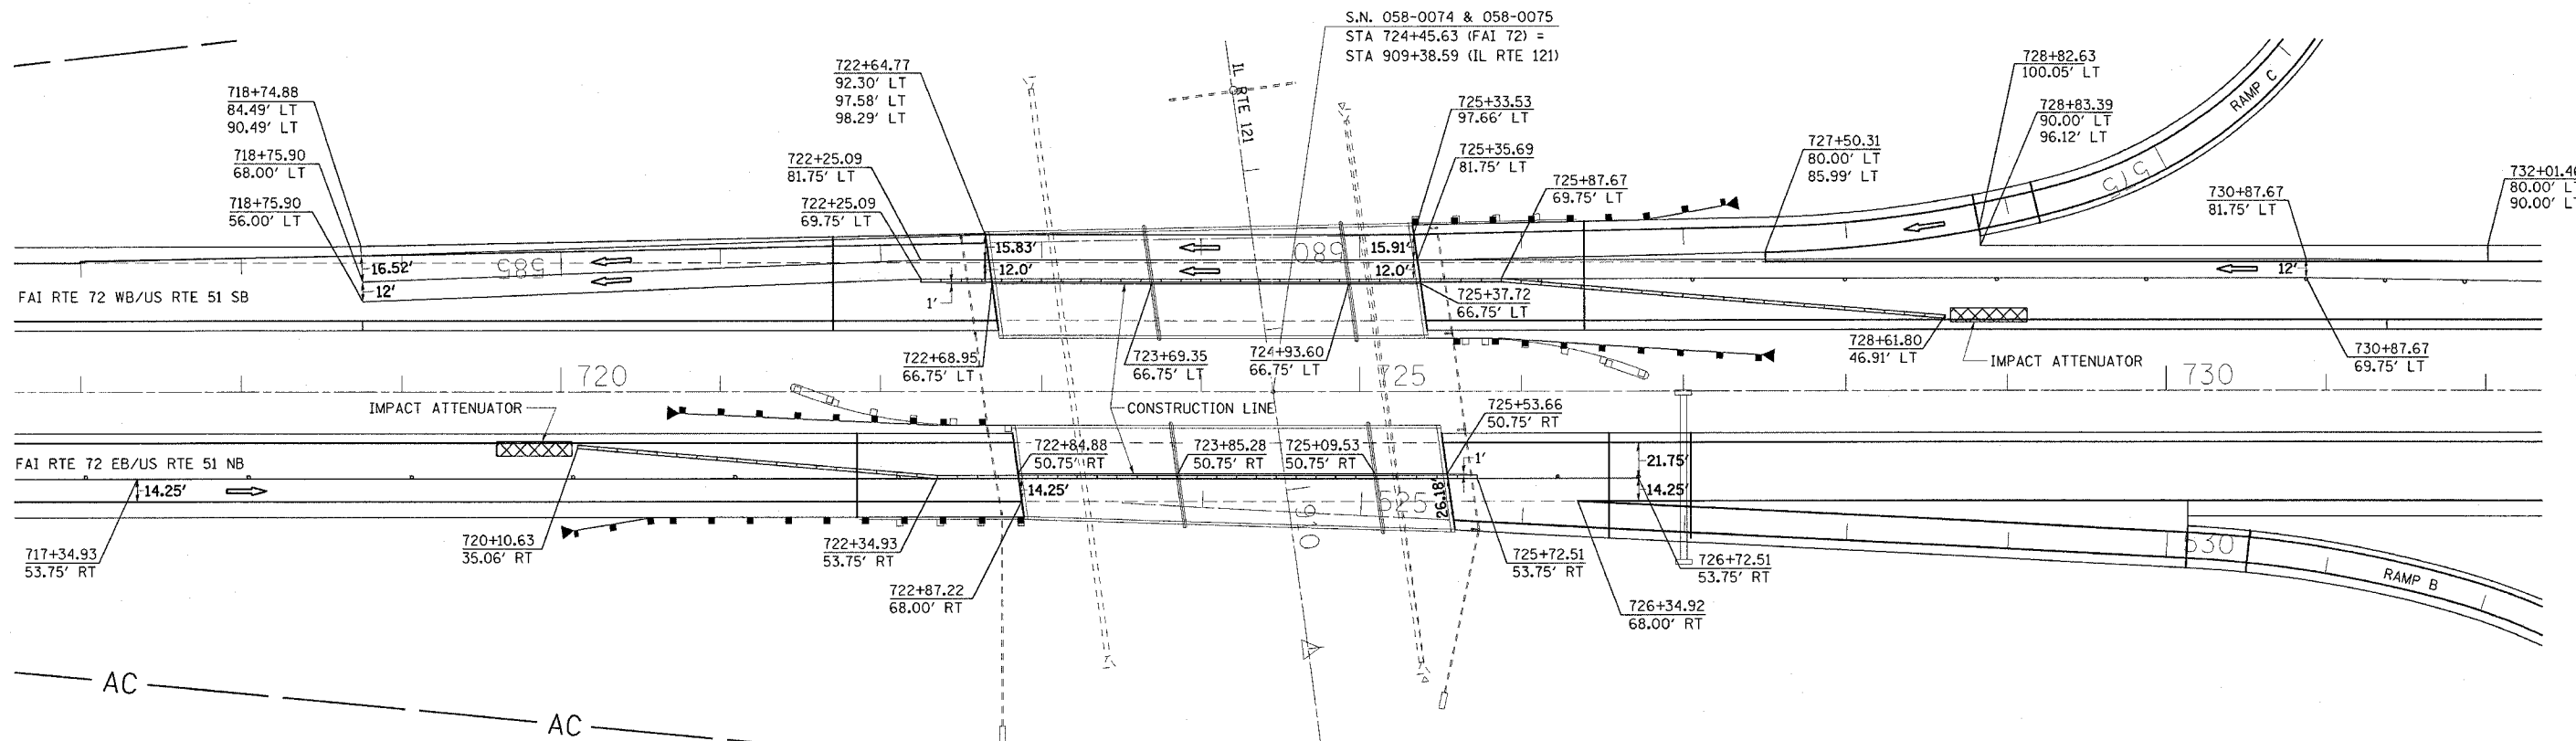 S.N. 058-0074 & 058-0075
STA 724+45.63 (FAI 72) =
STA 909+38.59 (IL RTE 121)
718+74.88
84.49' LT
90.49' LT
718+75.90
68.00' LT
718+75.90
56.00' LT
722+64.77
92.30' LT
97.58' LT
98.29' LT
722+25.09
81.75' LT
722+25.09
69.75' LT
IL RTE 121
725+33.53
97.66' LT
725+35.69
81.75' LT
725+87.67
69.75' LT
728+82.63
100.05' LT
728+83.39
90.00' LT
96.12' LT
727+50.31
80.00' LT
85.99' LT
RAMP C
575
730+87.67
81.75' LT
732+01.46
80.00' LT
90.00' LT
16.52'
12'
585
15.83'
12.0'
580
15.91'
12.0'
12'
FAI RTE 72 WB/US RTE 51 SB
1'
725+37.72
66.75' LT
722+68.95
66.75' LT
723+69.35
66.75' LT
724+93.60
66.75' LT
728+61.80
46.91' LT
IMPACT ATTENUATOR
730+87.67
69.75' LT
720
725
730
IMPACT ATTENUATOR
CONSTRUCTION LINE
725+53.66
50.75' RT
722+84.88
50.75' RT
723+85.28
50.75' RT
725+09.53
50.75' RT
1'
21.75'
FAI RTE 72 EB/US RTE 51 NB
14.25'
14.25'
26.18'
14.25'
525
910
717+34.93
53.75' RT
720+10.63
35.06' RT
722+34.93
53.75' RT
722+87.22
68.00' RT
725+72.51
53.75' RT
726+72.51
53.75' RT
726+34.92
68.00' RT
530
RAMP B
AC
AC